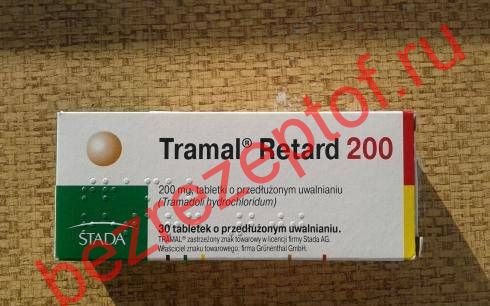 Tramal® Retard 200
200 mg, tabletki o przedłużonym uwalnianiu
(Tramadoli hydrochloridum)
30 tabletek o przedłużonym uwalnianiu.
TRAMAL® zastrzeżony znak towarowy w licencji firmy Stada AG.
Właściciel znaku towarowego: firma Grünenthal GmbH.
STADA
bezrezeptof.ru